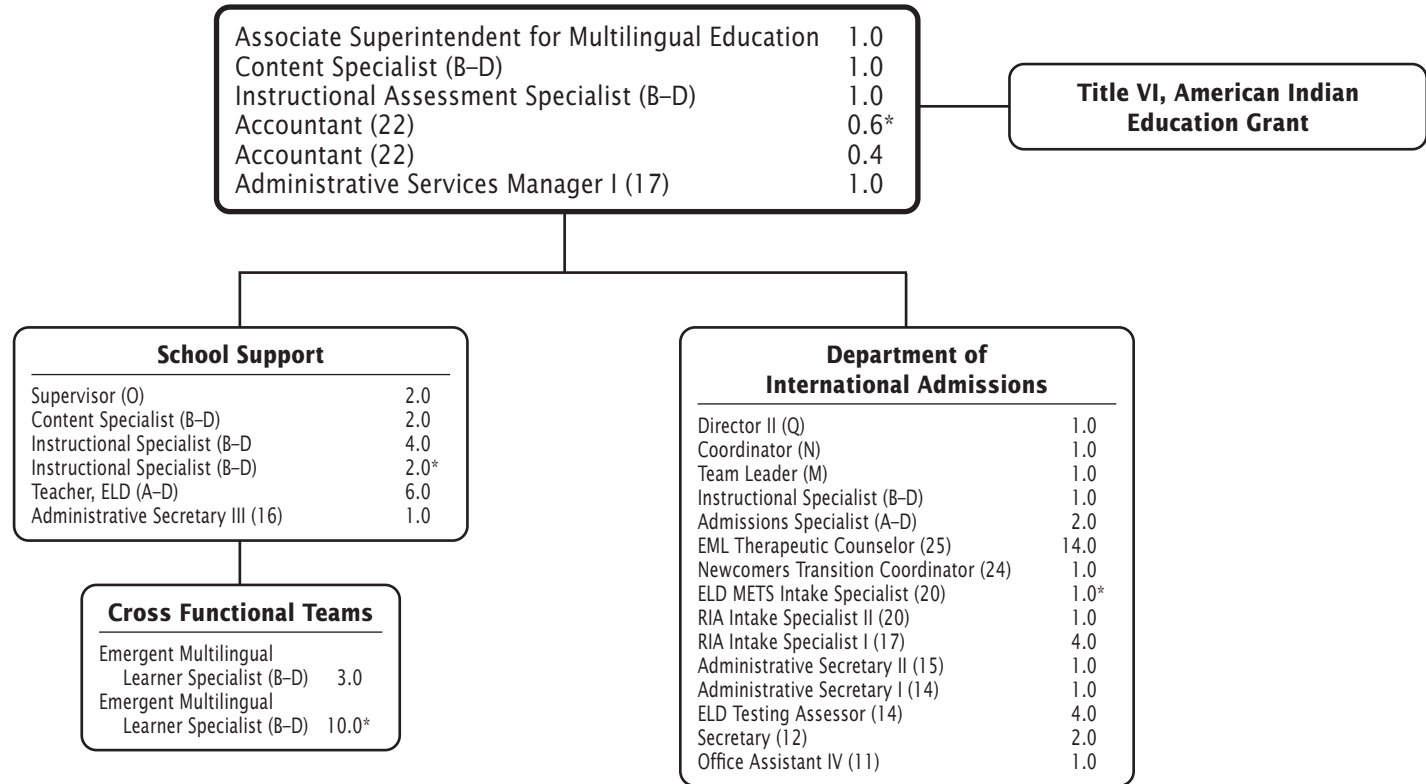 Associate Superintendent for Multilingual Education 1.0
Content Specialist (B–D) 1.0
Instructional Assessment Specialist (B–D) 1.0
Accountant (22) 0.6*
Accountant (22) 0.4
Administrative Services Manager I (17) 1.0
Title VI, American Indian
Education Grant
School Support
Supervisor (O) 2.0
Content Specialist (B–D) 2.0
Instructional Specialist (B–D 4.0
Instructional Specialist (B–D) 2.0*
Teacher, ELD (A–D) 6.0
Administrative Secretary III (16) 1.0
Cross Functional Teams
Emergent Multilingual
Learner Specialist (B–D) 3.0
Emergent Multilingual
Learner Specialist (B–D) 10.0*
Department of
International Admissions
Director II (Q) 1.0
Coordinator (N) 1.0
Team Leader (M) 1.0
Instructional Specialist (B–D) 1.0
Admissions Specialist (A–D) 2.0
EML Therapeutic Counselor (25) 14.0
Newcomers Transition Coordinator (24) 1.0
ELD METS Intake Specialist (20) 1.0*
RIA Intake Specialist II (20) 1.0
RIA Intake Specialist I (17) 4.0
Administrative Secretary II (15) 1.0
Administrative Secretary I (14) 1.0
ELD Testing Assessor (14) 4.0
Secretary (12) 2.0
Office Assistant IV (11) 1.0